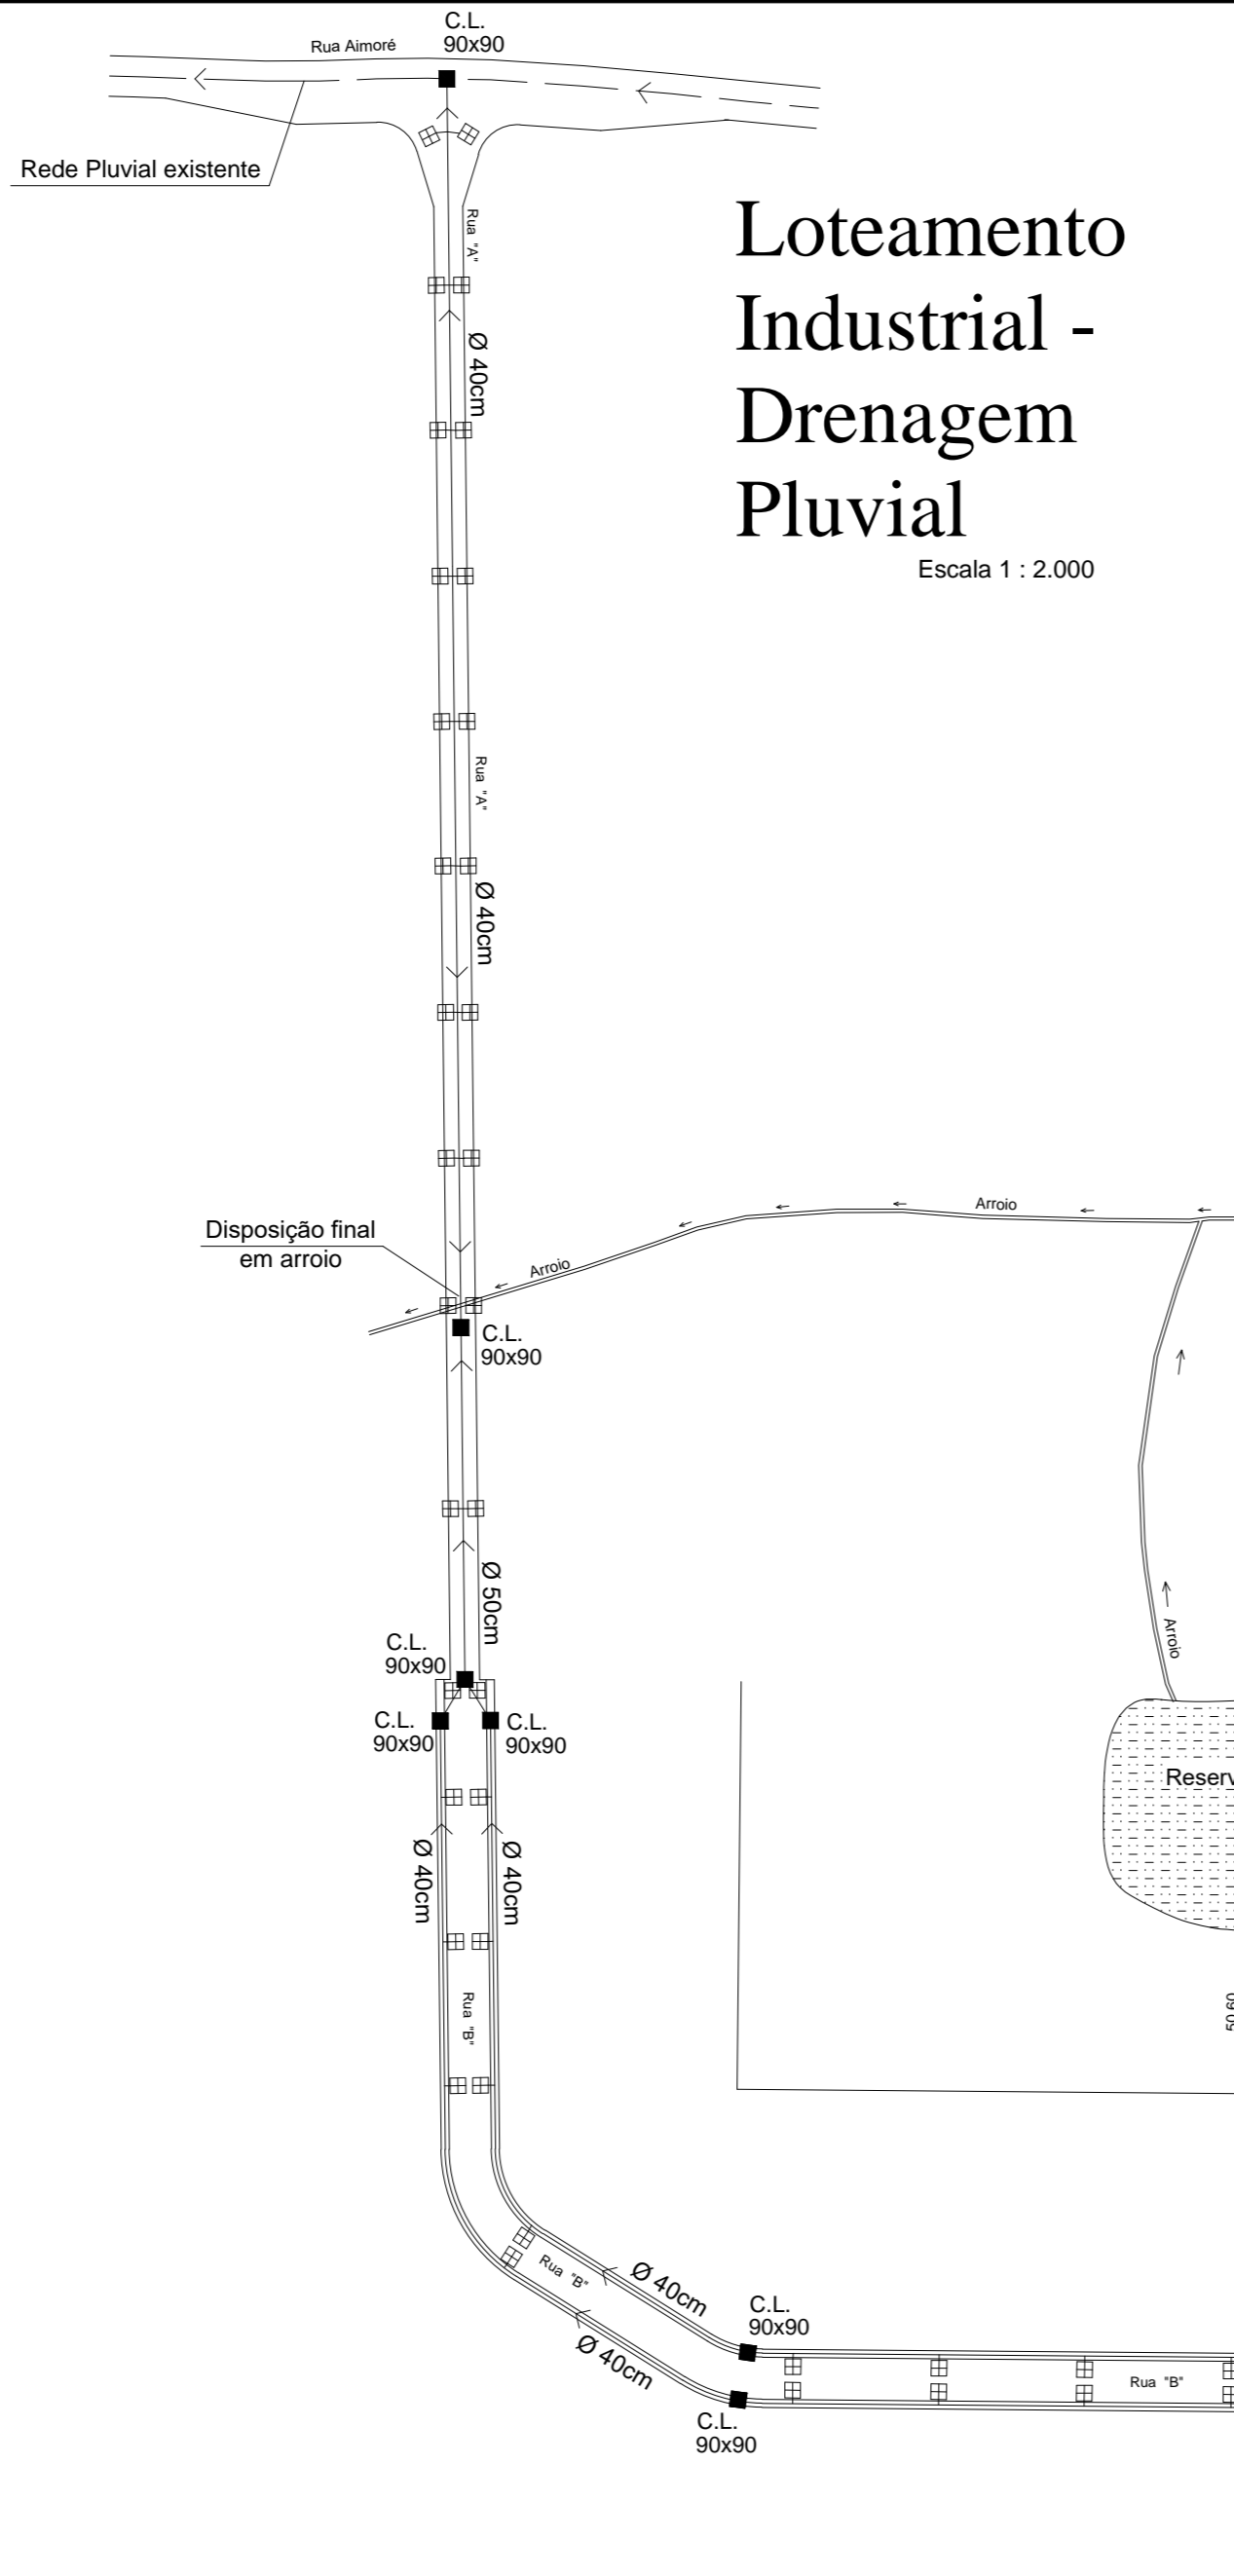 C.L.
90x90
Rua Aimoré
Rede Pluvial existente
Loteamento
Industrial -
Drenagem
Pluvial
Escala 1 : 2.000
Rua "A"
Ø 40cm
Rua "A"
Ø 40cm
Arroio
Disposição final
em arroio
Arroio
C.L.
90x90
Ø 50cm
Arroio
C.L.
90x90
C.L.
90x90
C.L.
90x90
Reserv
Ø 40cm
Ø 40cm
Rua "B"
50,60
Rua "B"
Ø 40cm
Ø 40cm
C.L.
90x90
Rua "B"
C.L.
90x90